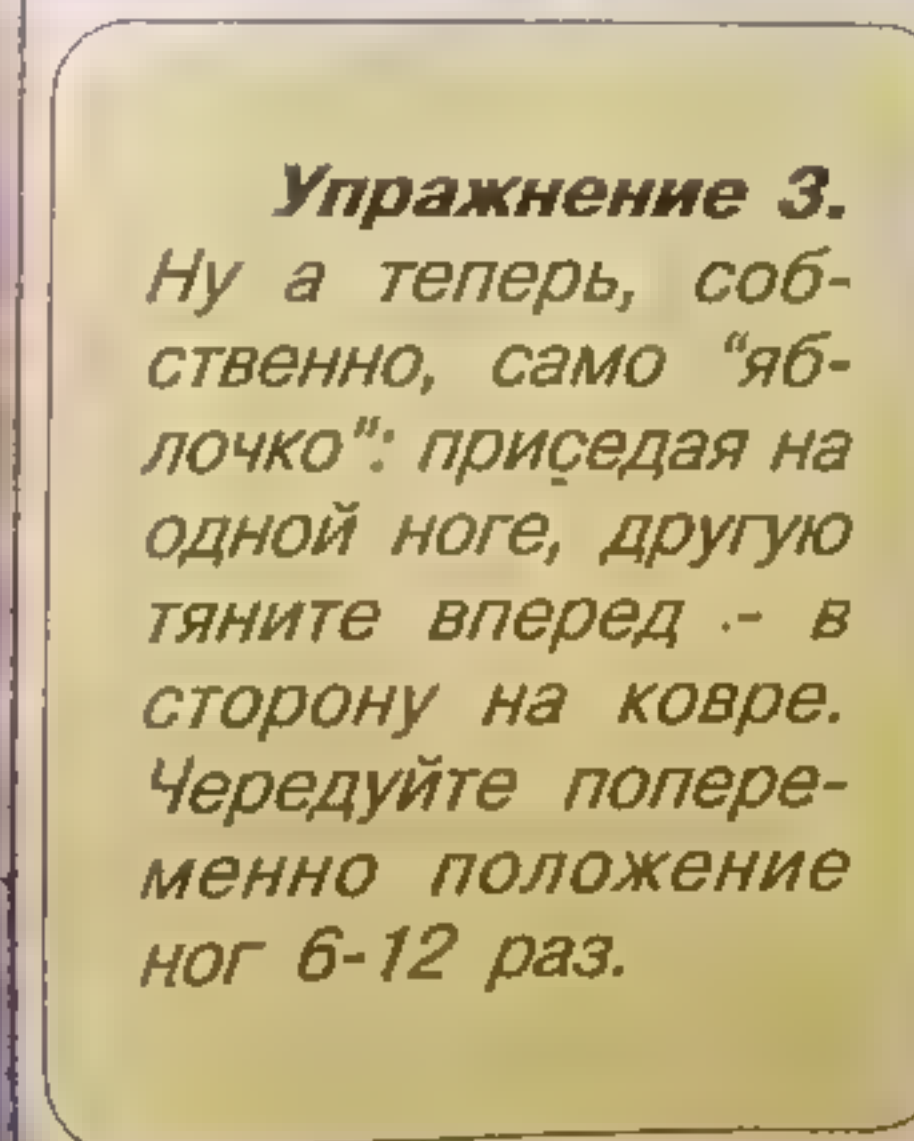 Упражнение 3.
Ну а теперь, соб-
ственно, само “яб-
лочко”: приседая на
одной ноге, другую
тяните вперед - в
сторону на ковре.
Чередуйте попере-
менно положение
ног 6-12 раз.